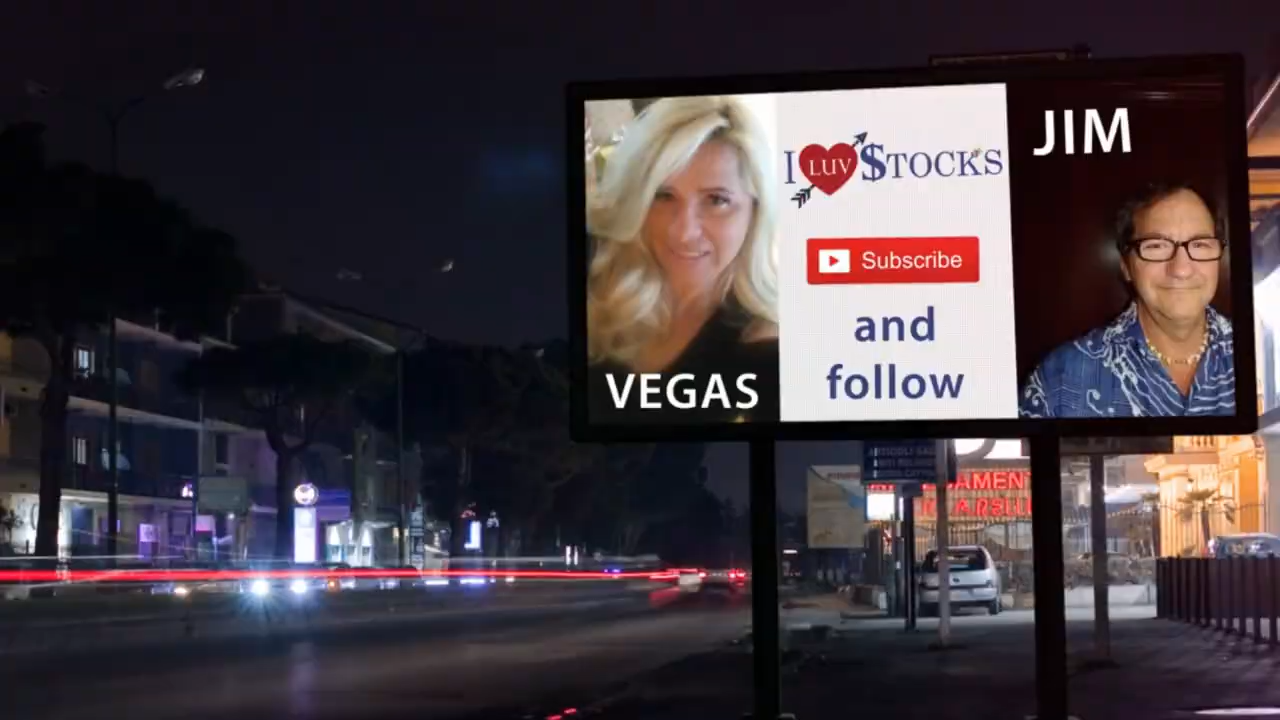 VEGAS
I LUV $TOCKS
Subscribe
and
follow
JIM